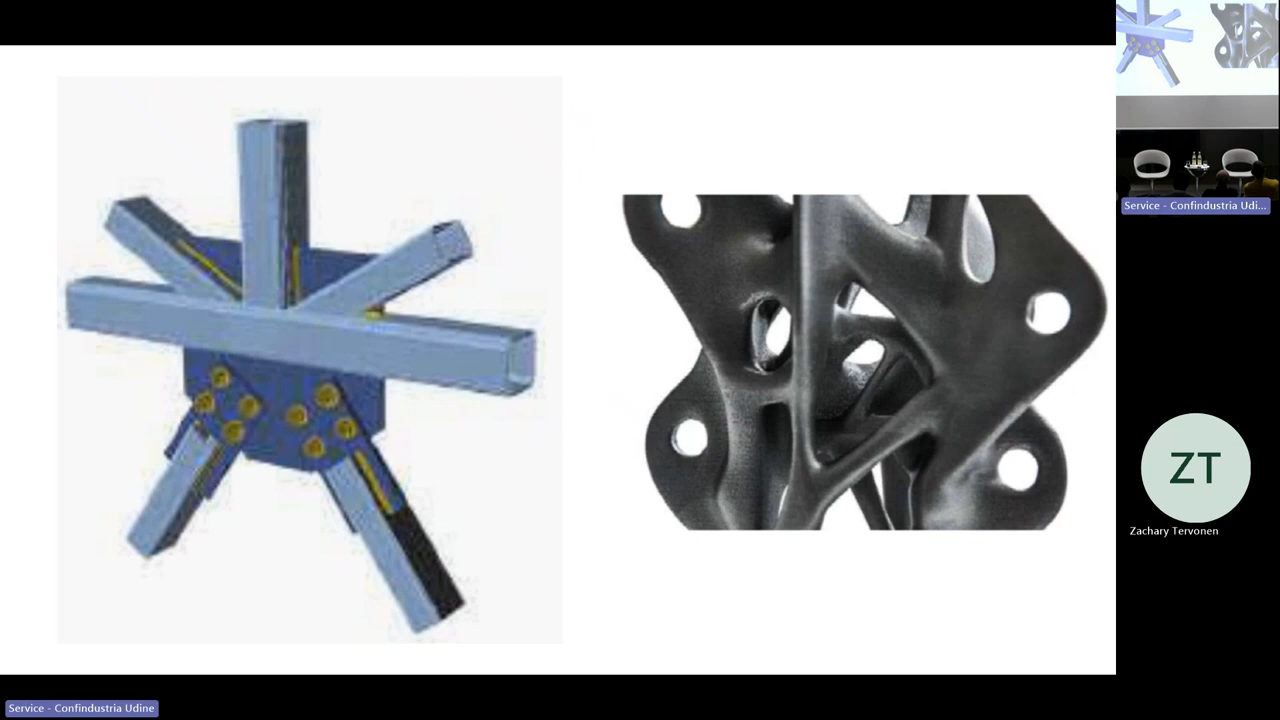 Service - Confindustria Udi...
ZT
Zachary Tervonen
Service - Confindustria Udine